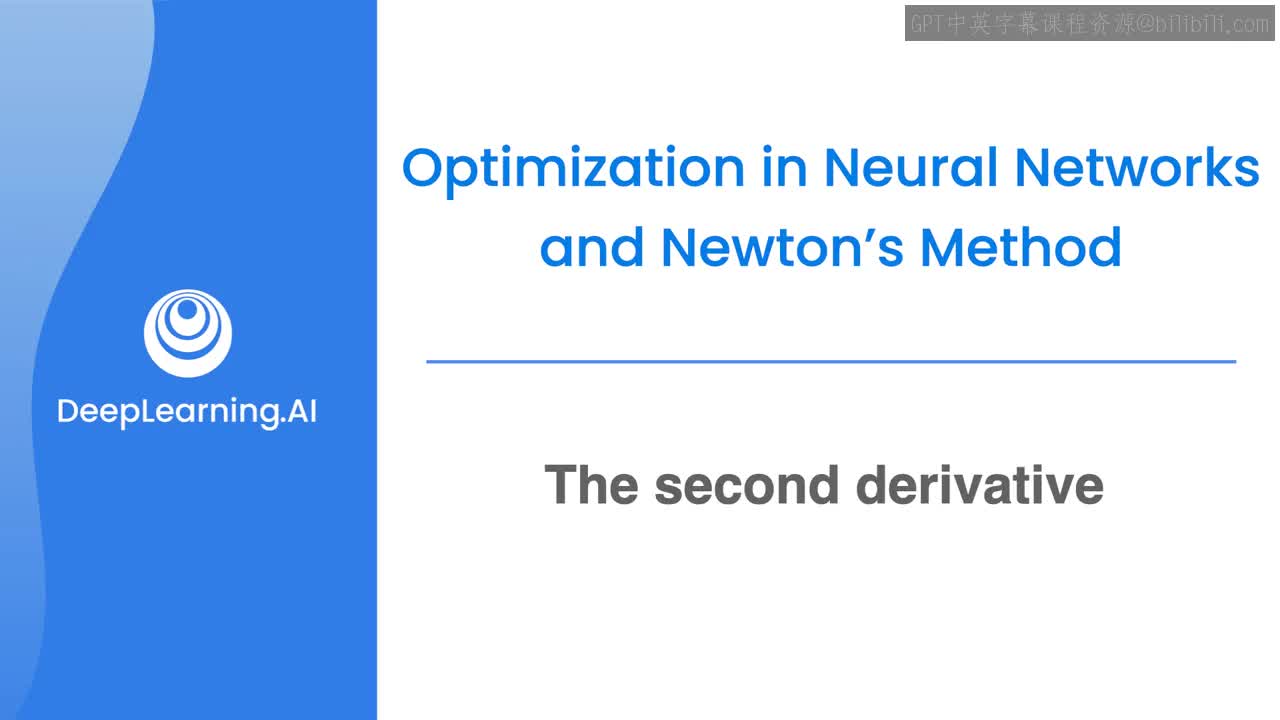 GPT中英字幕课程资源@bilibili.com
Optimization in Neural Networks
and Newton’s Method
DeepLearning.AI
The second derivative